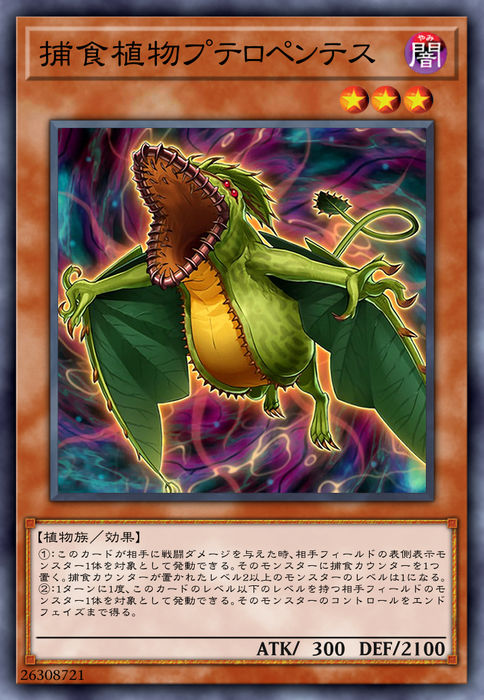 捕食植物プテロペンテス
やみ
闇
【植物族／効果】
①：このカードが相手に戦闘ダメージを与えた時、相手フィールドの表側表示モ
ンスター1体を対象として発動できる。そのモンスターに捕食カウンターを1つ
置く。捕食カウンターが置かれたレベル2以上のモンスターのレベルは1になる。
②：1ターンに1度、このカードのレベル以下のレベルを持つ相手フィールドのモ
ンスター1体を対象として発動できる。そのモンスターのコントロールをエンド
フェイズまで得る。
ATK/ 300 DEF/2100
26308721